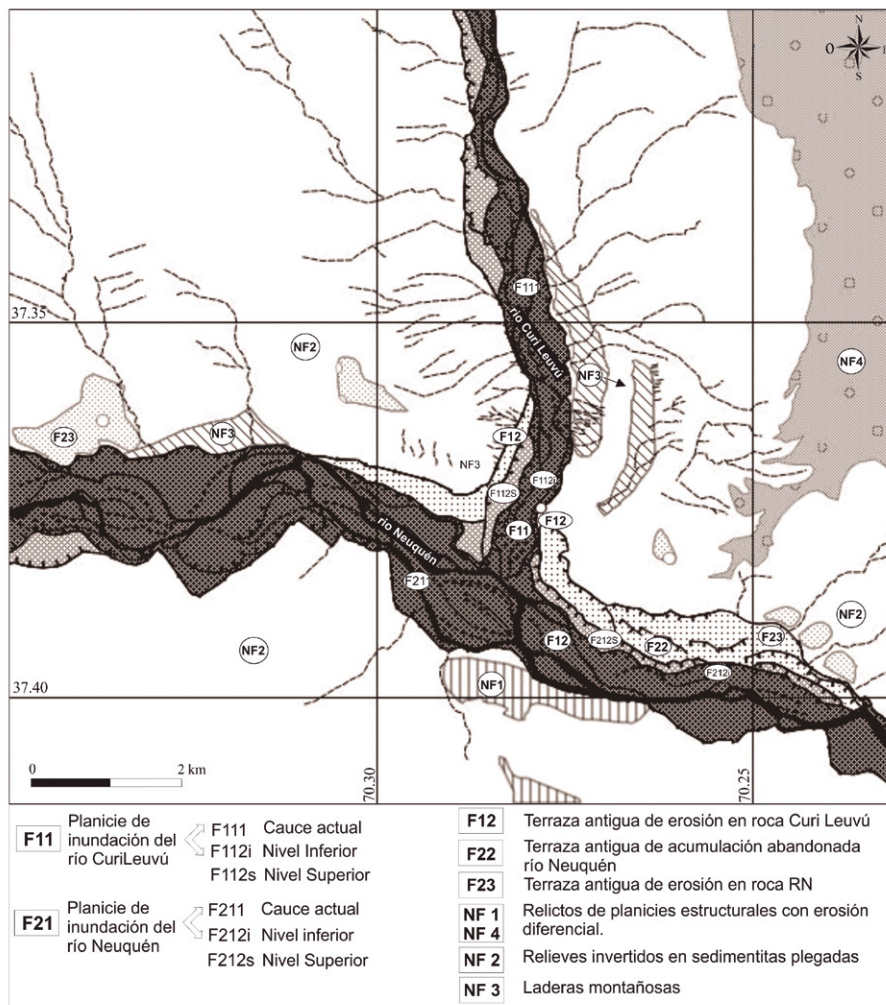 N
O
E
S
F111
37.35
río Curi Leuvú
NF2
NF4
NF3
F23
NF3
F12
NF3
F112i
F112S
F11
F12
río Neuquén
F211
NF2
F12
F212S
F22
F23
NF2
F212i
NF1
37.40
0 2 km
70.30
70.25
F11 Planicie de
inundación del
río CuriLeuvú
F111 Cauce actual
F112i Nivel Inferior
F112s Nivel Superior
F21 Planicie de
inundación del
río Neuquén
F211 Cauce actual
F212i Nivel inferior
F212s Nivel Superior
F12 Terraza antigua de erosión en roca Curi Leuvú
F22 Terraza antigua de acumulación abandonada
río Neuquén
F23 Terraza antigua de erosión en roca RN
NF 1 Relictos de planicies estructurales con erosión
NF 4 diferencial.
NF 2 Relieves invertidos en sedimentitas plegadas
NF 3 Laderas montañosas